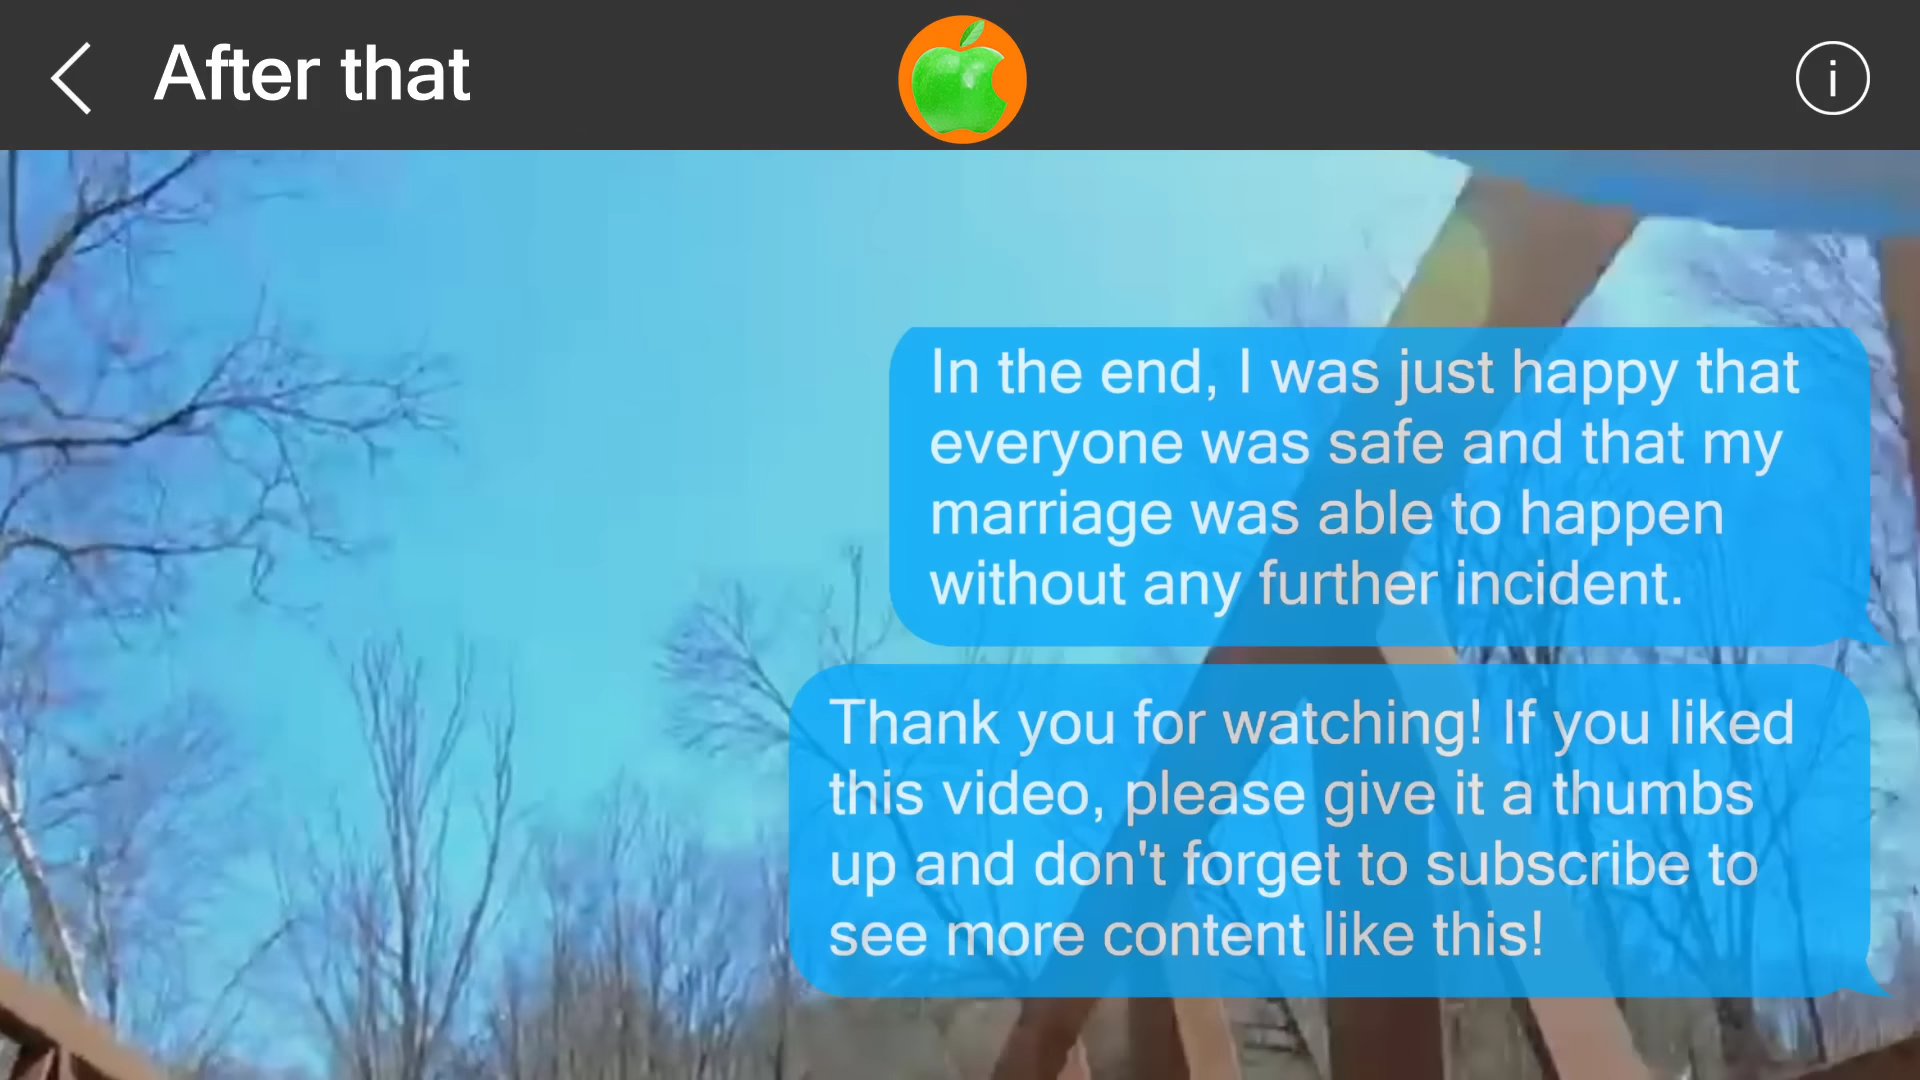 After that
i
In the end, I was just happy that
everyone was safe and that my
marriage was able to happen
without any further incident.
Thank you for watching! If you liked
this video, please give it a thumbs
up and don't forget to subscribe to
see more content like this!